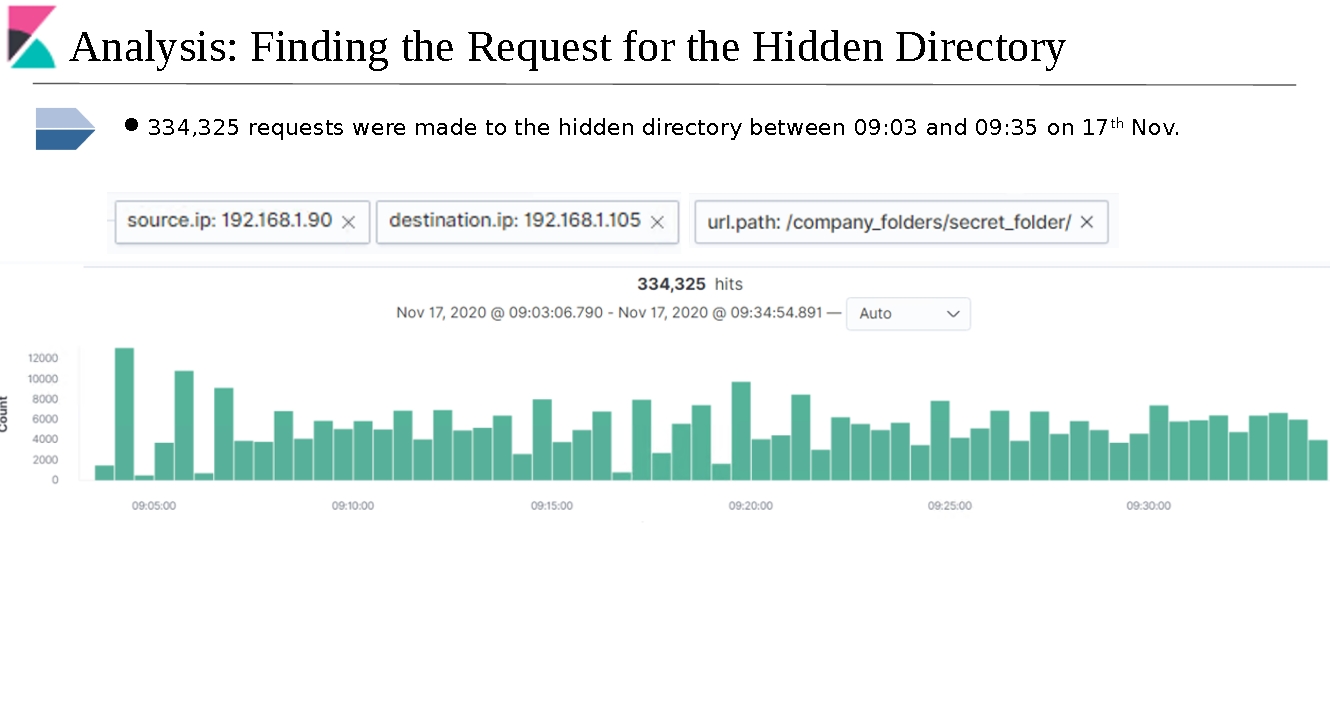 Analysis: Finding the Request for the Hidden Directory
● 334,325 requests were made to the hidden directory between 09:03 and 09:35 on 17th Nov.
source.ip: 192.168.1.90 × destination.ip: 192.168.1.105 × url.path: /company_folders/secret_folder/ ×
334,325 hits
Nov 17, 2020 @ 09:03:06.790 - Nov 17, 2020 @ 09:34:54.891 — Auto
12000
10000
8000
6000
4000
2000
0
Count
09:05:00 09:10:00 09:15:00 09:20:00 09:25:00 09:30:00